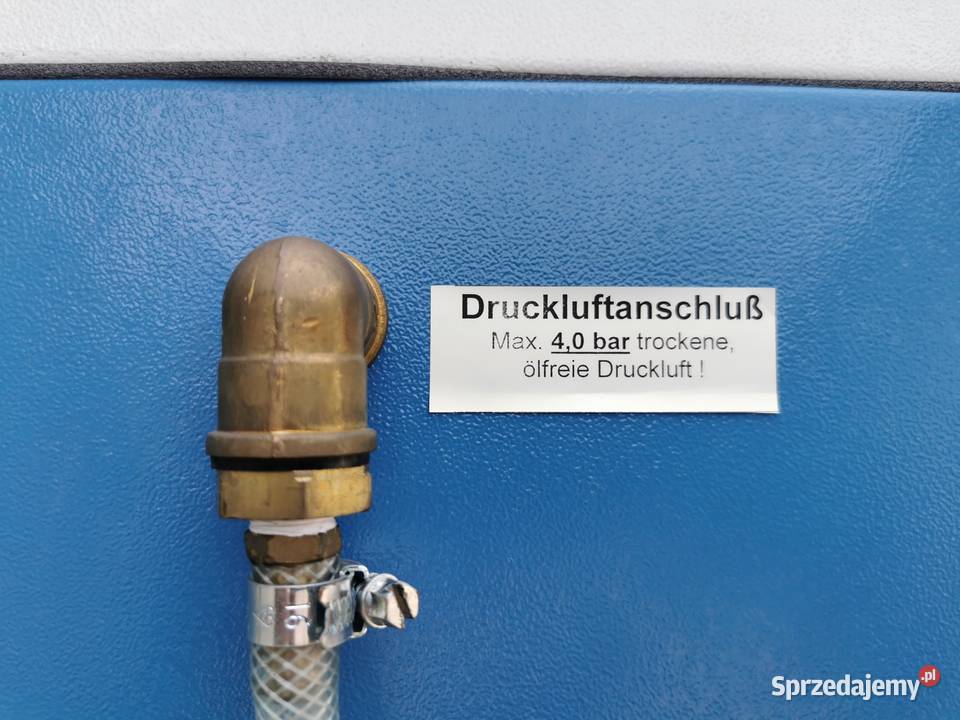 Druckluftanschluß
Max. 4,0 bar trockene,
ölfreie Druckluft !
Sprzedajemy.pl